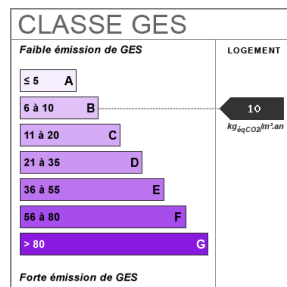 CLASSE GES
Faible émission de GES
LOGEMENT
≤ 5 A
6 à 10 B
10
kgéqCO2/m².an
11 à 20 C
21 à 35 D
36 à 55 E
56 à 80 F
> 80 G
Forte émission de GES